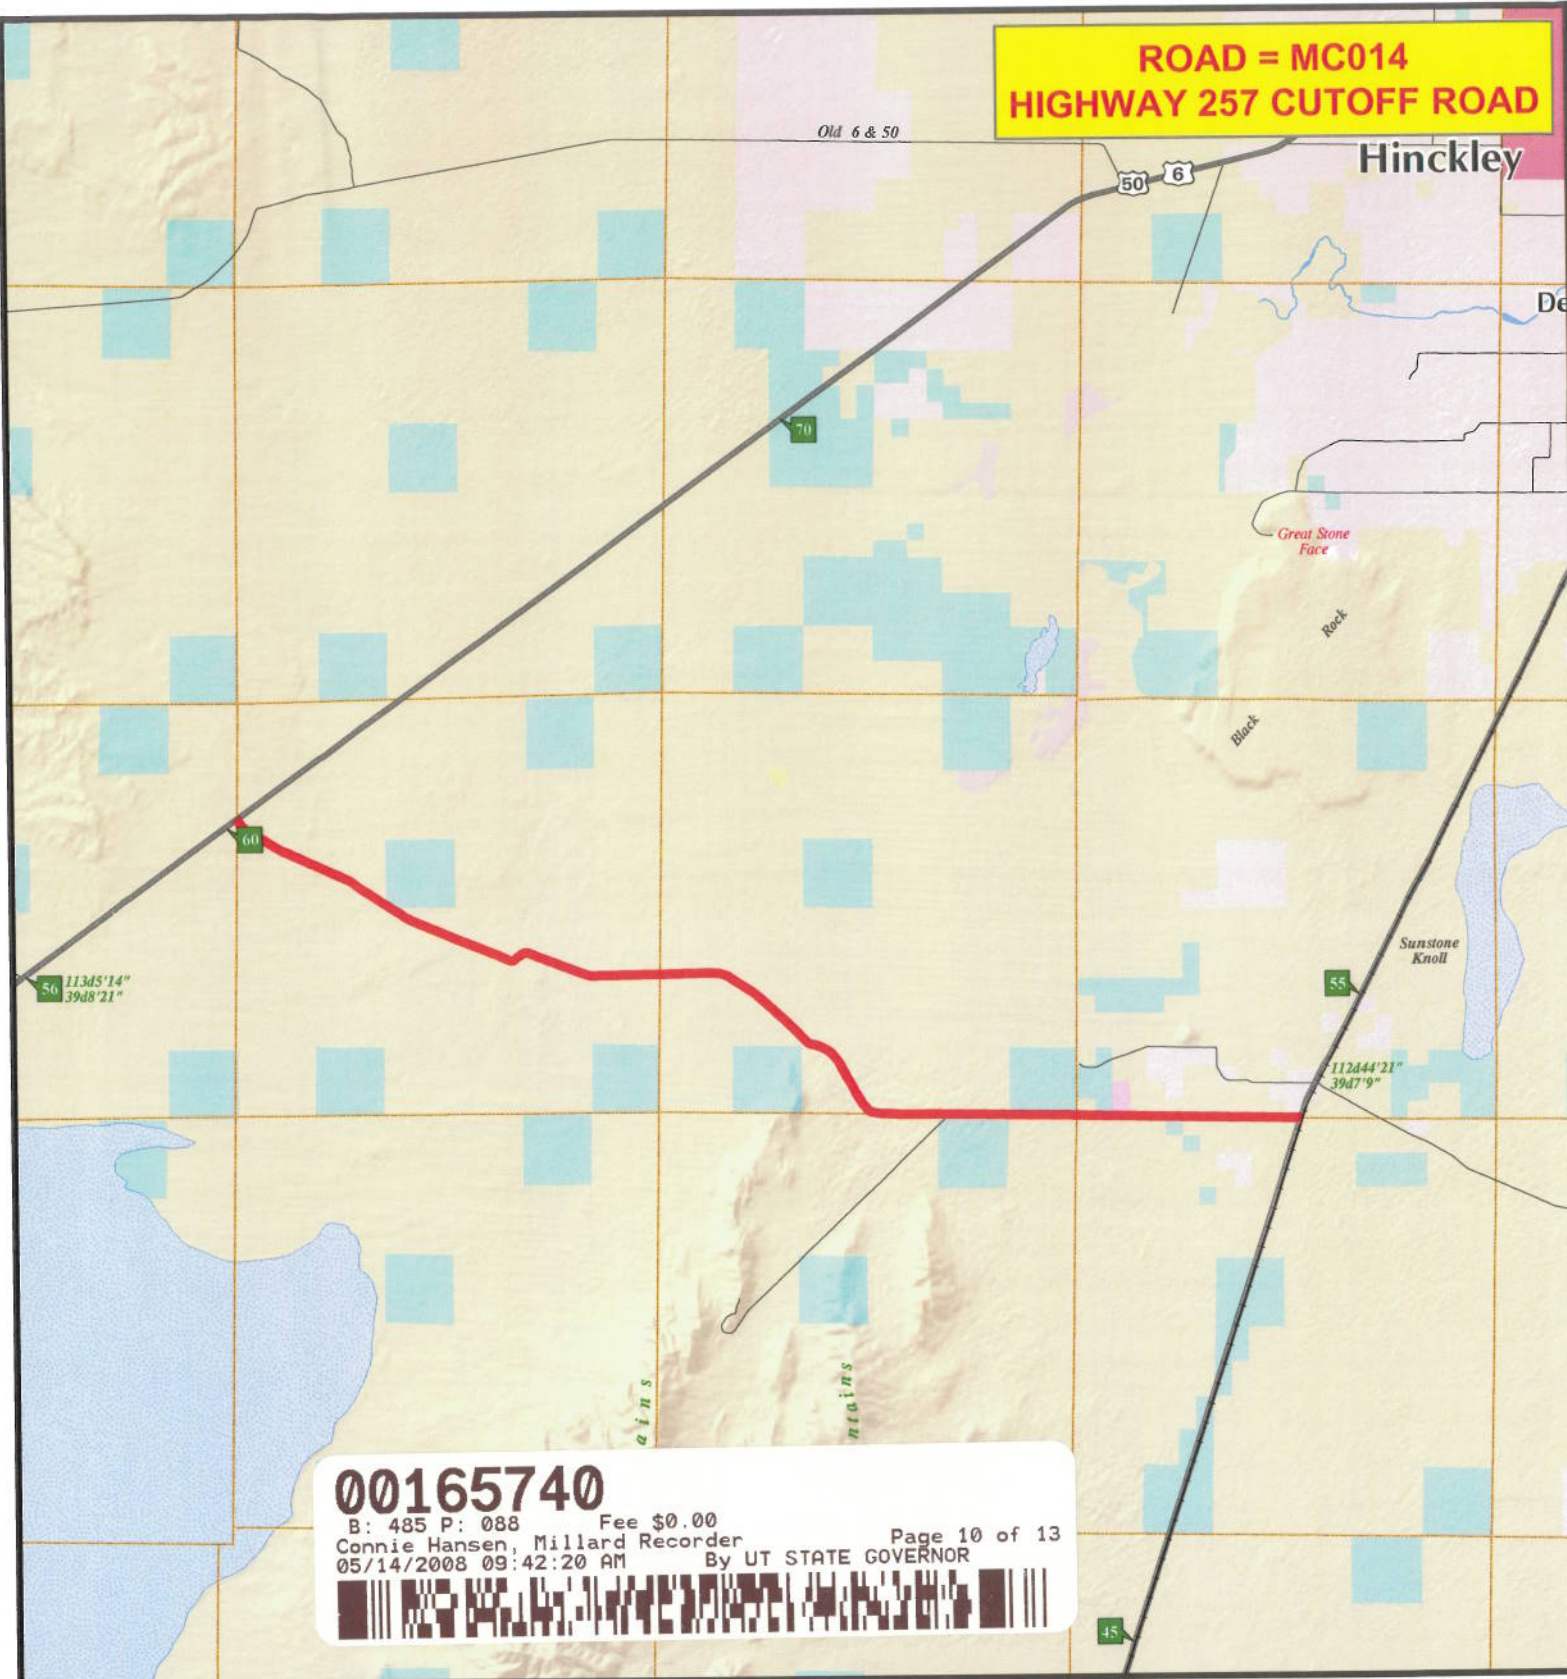 ROAD = MC014
HIGHWAY 257 CUTOFF ROAD
Old 6 & 50
Hinckley
50
6
De
70
Great Stone
Face
Rock
Black
60
Sunstone
Knoll
55
56
113d5'14"
39d8'21"
112d44'21"
39d7'9"
ains
ntains
00165740
B: 485 P: 088 Fee $0.00
Connie Hansen, Millard Recorder Page 10 of 13
05/14/2008 09:42:20 AM By UT STATE GOVERNOR
45